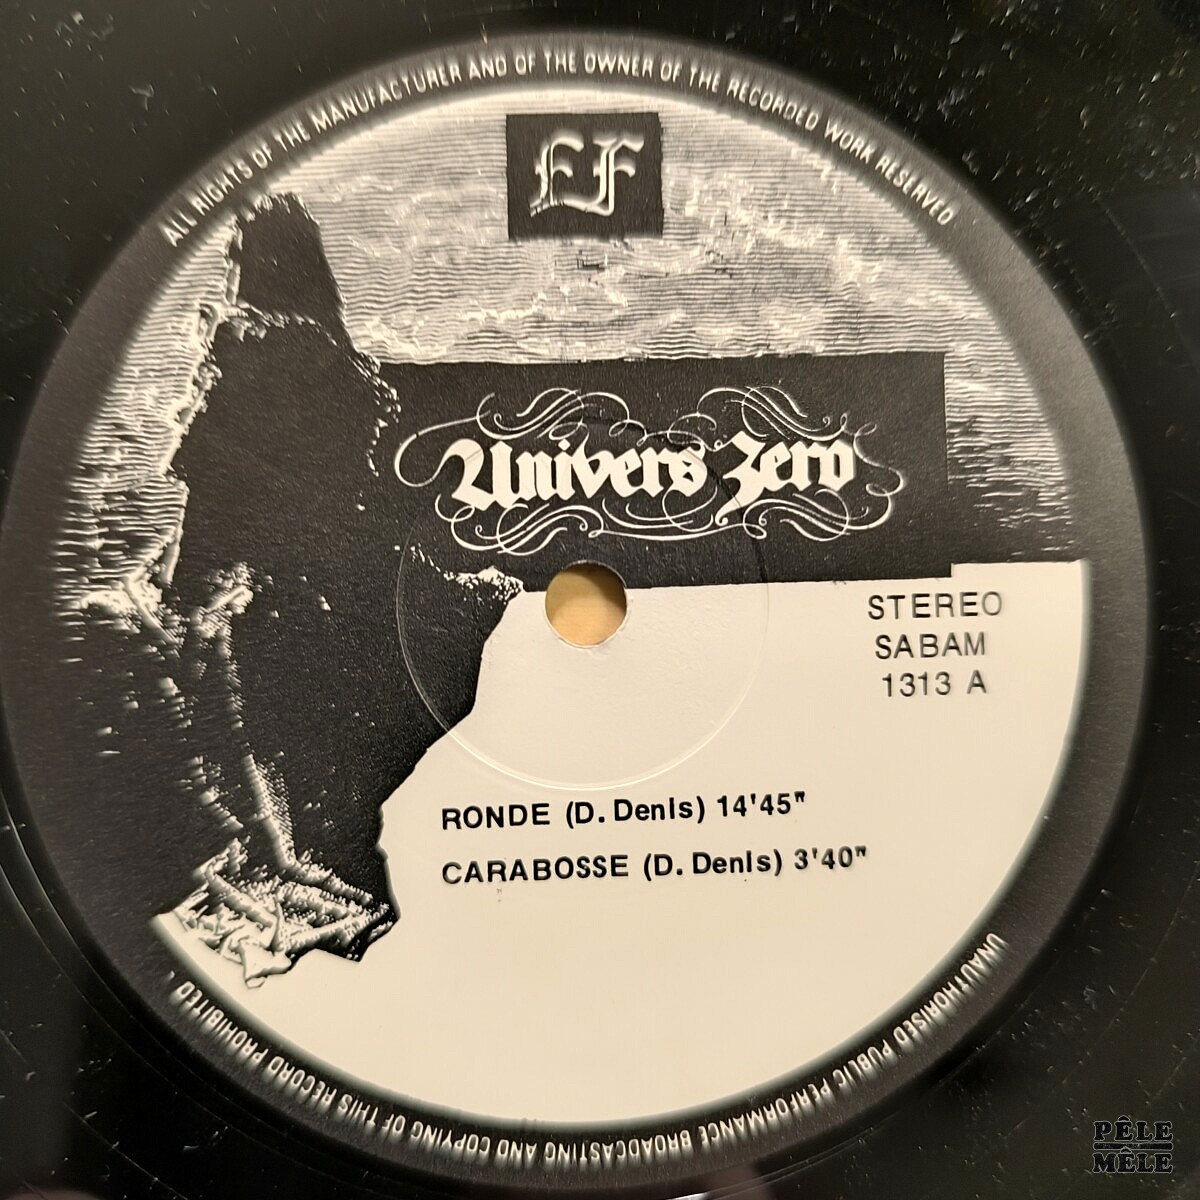 ALL RIGHTS OF THE MANUFACTURER AND OF THE OWNER OF THE RECORDED WORK RESERVED
EF
Univers Zero
STEREO
SABAM
1313 A
RONDE (D. Denis) 14'45"
CARABOSSE (D. Denis) 3'40"
UNAUTHORISED PUBLIC PERFORMANCE BROADCASTING AND COPYING OF THIS RECORD PROHIBITED
PÊLE
MÊLE